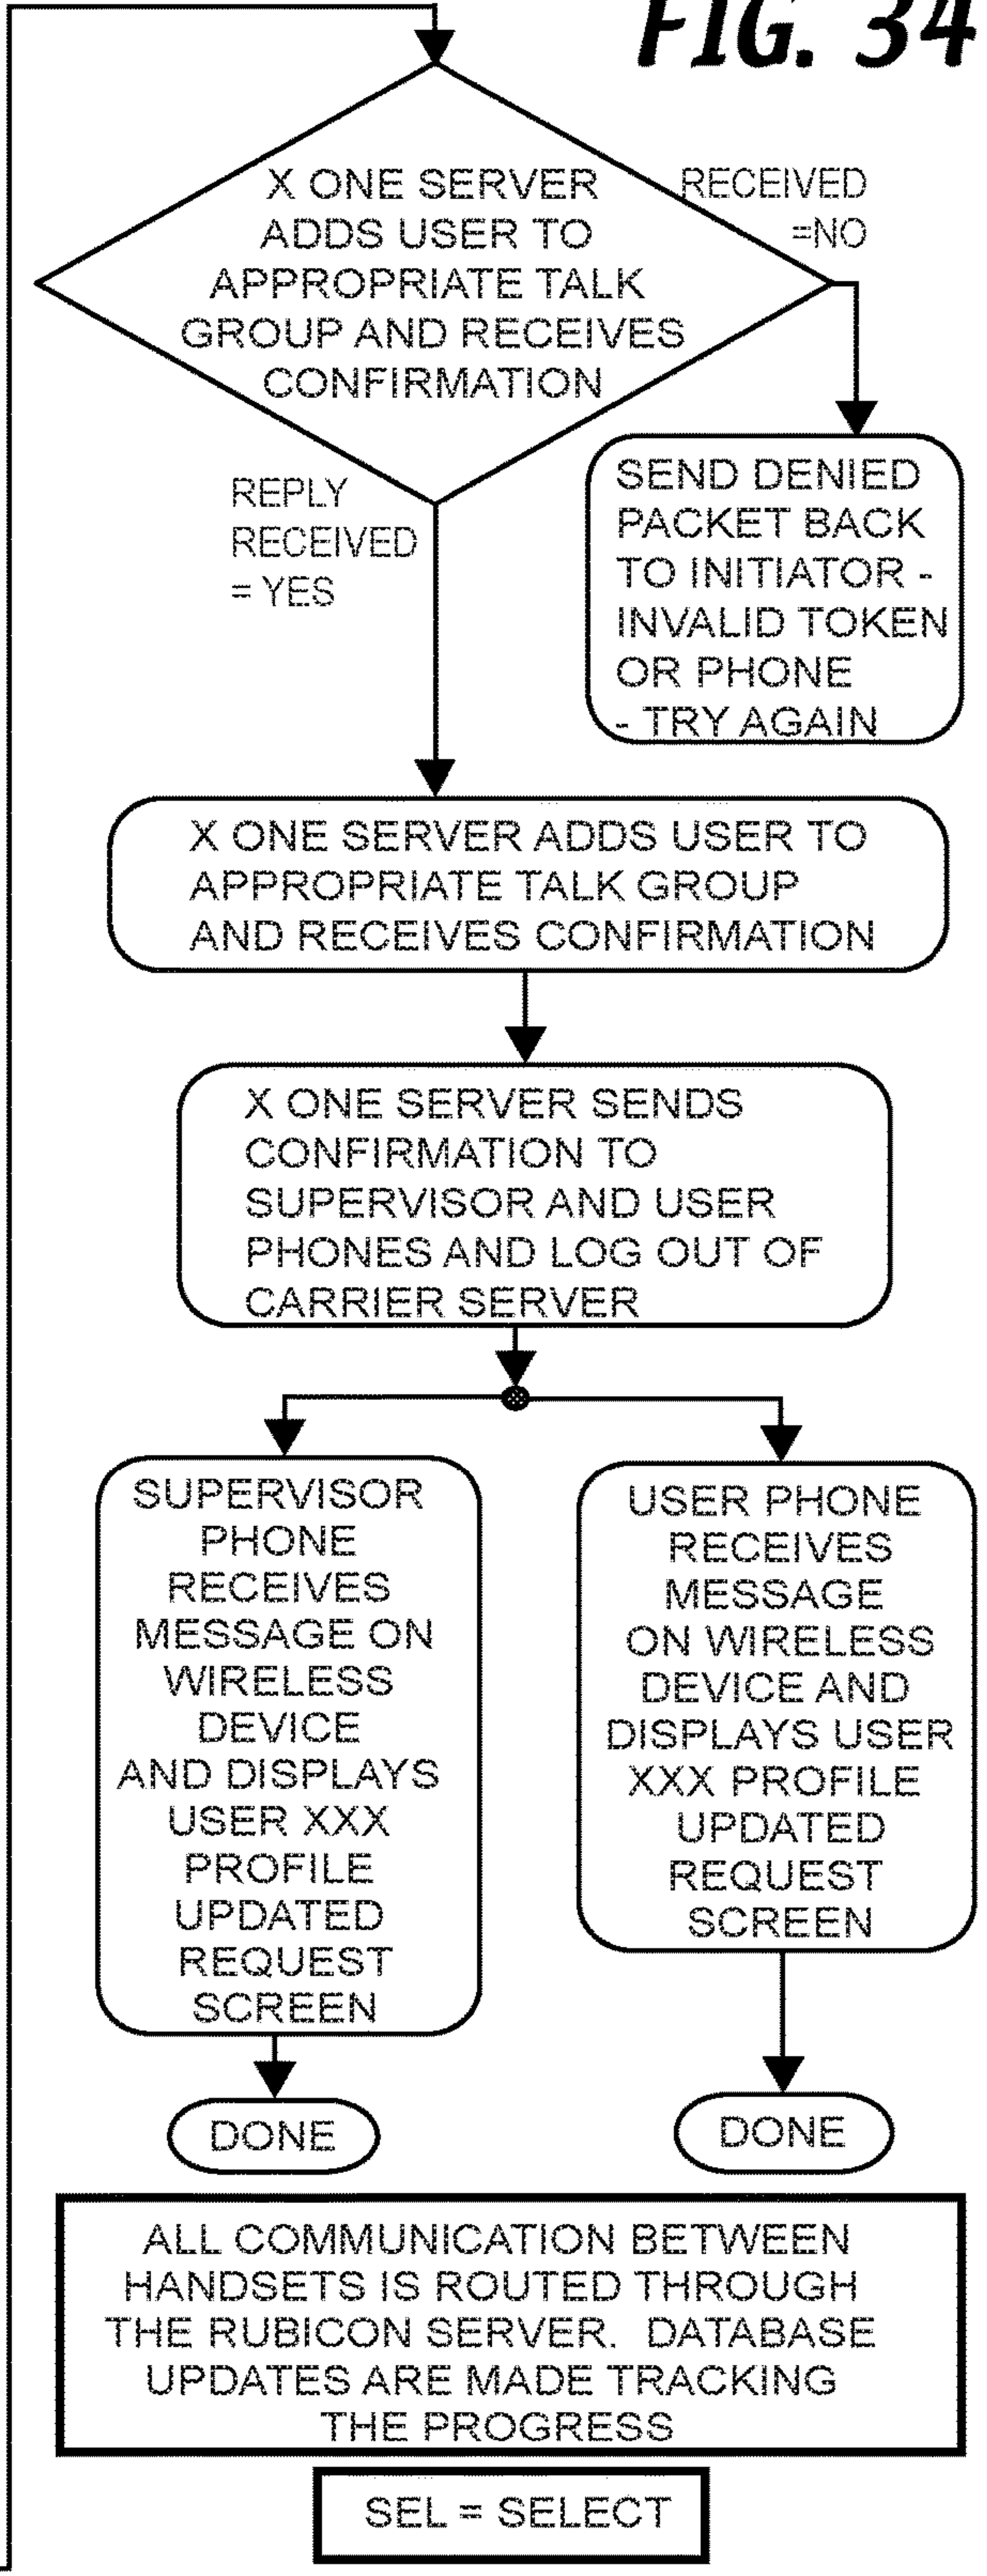 FIG. 34
X ONE SERVER
ADDS USER TO
APPROPRIATE TALK
GROUP AND RECEIVES
CONFIRMATION
RECEIVED
=NO
REPLY
RECEIVED
= YES
SEND DENIED
PACKET BACK
TO INITIATOR -
INVALID TOKEN
OR PHONE
- TRY AGAIN
X ONE SERVER ADDS USER TO
APPROPRIATE TALK GROUP
AND RECEIVES CONFIRMATION
X ONE SERVER SENDS
CONFIRMATION TO
SUPERVISOR AND USER
PHONES AND LOG OUT OF
CARRIER SERVER
SUPERVISOR
PHONE
RECEIVES
MESSAGE ON
WIRELESS
DEVICE
AND DISPLAYS
USER XXX
PROFILE
UPDATED
REQUEST
SCREEN
USER PHONE
RECEIVES
MESSAGE
ON WIRELESS
DEVICE AND
DISPLAYS USER
XXX PROFILE
UPDATED
REQUEST
SCREEN
DONE
DONE
ALL COMMUNICATION BETWEEN
HANDSETS IS ROUTED THROUGH
THE RUBICON SERVER. DATABASE
UPDATES ARE MADE TRACKING
THE PROGRESS
SEL = SELECT